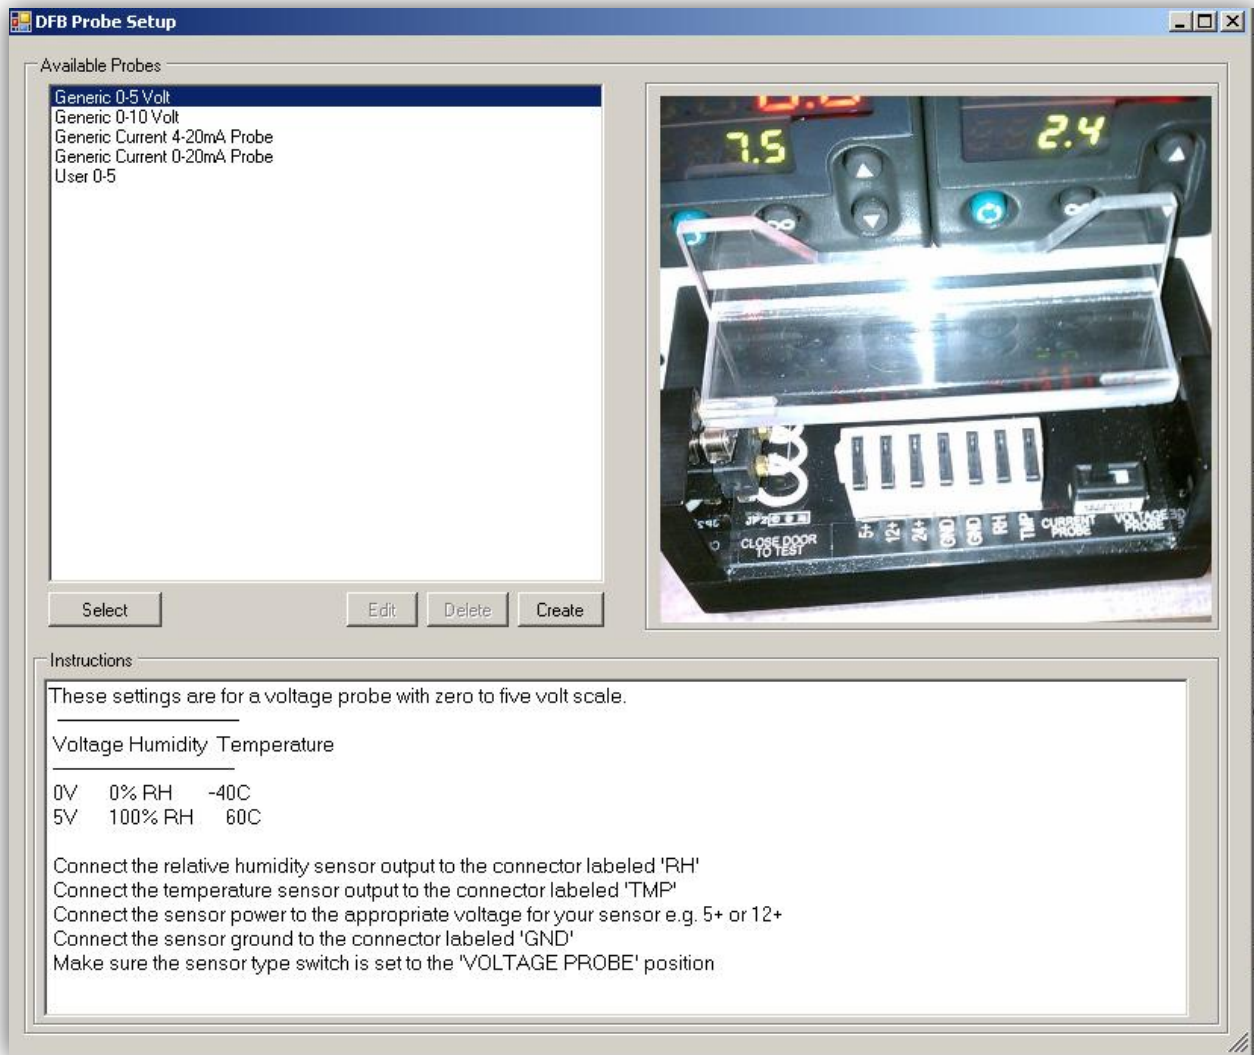 DFB Probe Setup
Available Probes
Generic 0-5 Volt
Generic 0-10 Volt
Generic Current 4-20mA Probe
Generic Current 0-20mA Probe
User 0-5
Select
Edit
Delete
Create
7.5
2.4
JP2
CLOSE DOOR
TO TEST
5+
12+
24+
GND
GND
RH
TMP
CURRENT
PROBE
VOLTAGE
PROBE
Instructions
These settings are for a voltage probe with zero to five volt scale.
Voltage Humidity Temperature
0V 0% RH -40C
5V 100% RH 60C
Connect the relative humidity sensor output to the connector labeled 'RH'
Connect the temperature sensor output to the connector labeled 'TMP'
Connect the sensor power to the appropriate voltage for your sensor e.g. 5+ or 12+
Connect the sensor ground to the connector labeled 'GND'
Make sure the sensor type switch is set to the 'VOLTAGE PROBE' position